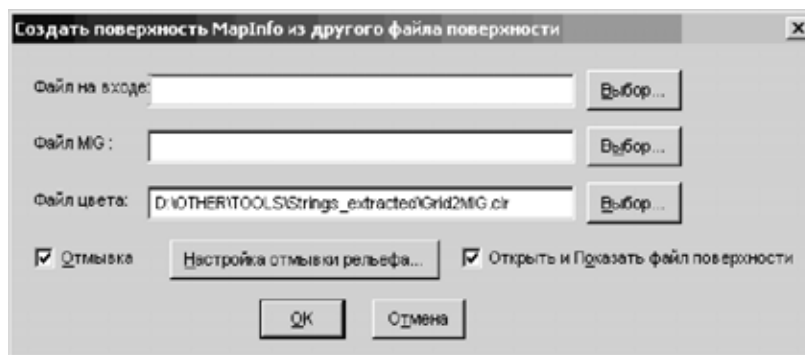 Создать поверхность MapInfo из другого файла поверхности
Файл на входе: Выбор...
Файл MIG : Выбор...
Файл цвета: D:\OTHER\TOOLS\Strings_extracted\Grid2MIG.clr Выбор...
Отмывка Настройка отмывки рельефа... Открыть и Показать файл поверхности
OK Отмена